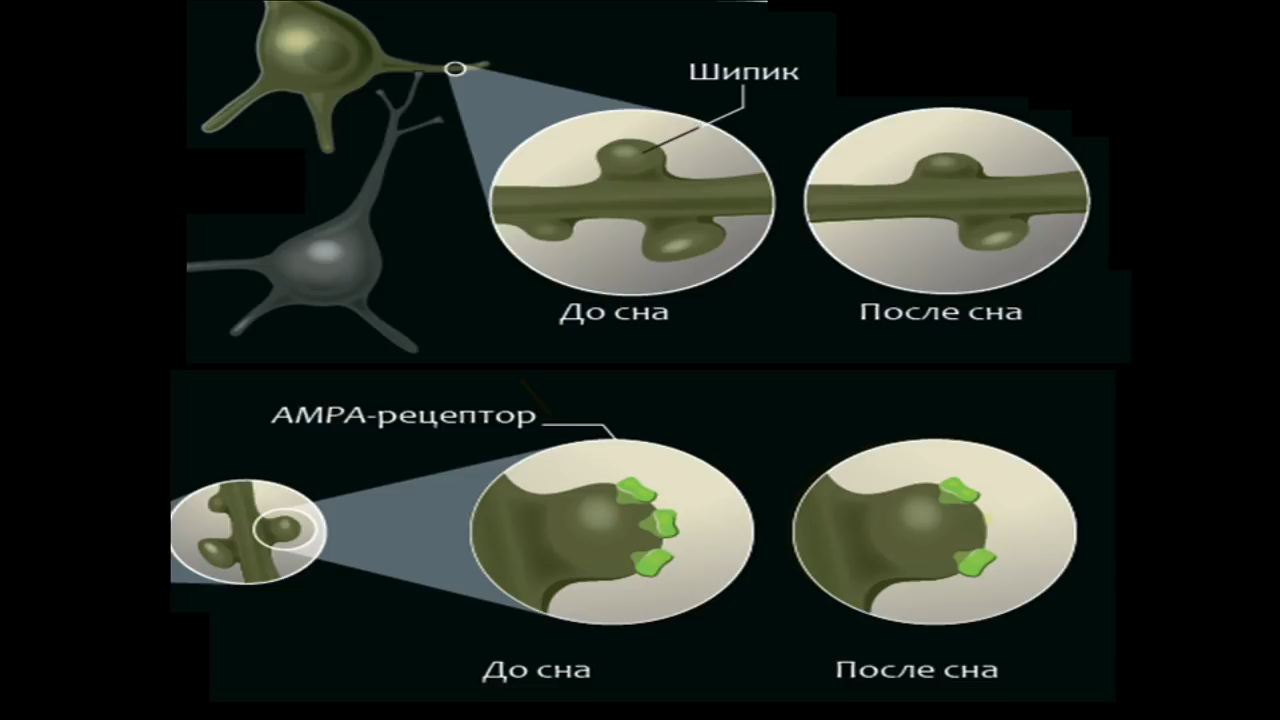 Шипик
До сна
После сна
АМРА-рецептор
До сна
После сна